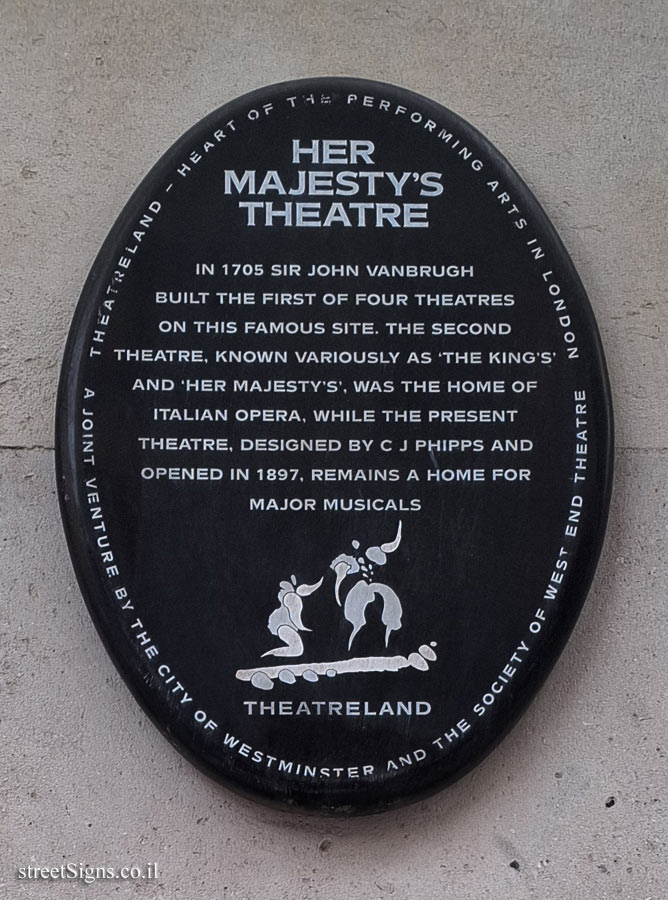 THEATRELAND - HEART OF THE PERFORMING ARTS IN LONDON
HER
MAJESTY'S
THEATRE
IN 1705 SIR JOHN VANBRUGH
BUILT THE FIRST OF FOUR THEATRES
ON THIS FAMOUS SITE. THE SECOND
THEATRE, KNOWN VARIOUSLY AS 'THE KING'S'
AND 'HER MAJESTY'S', WAS THE HOME OF
ITALIAN OPERA, WHILE THE PRESENT
THEATRE, DESIGNED BY C J PHIPPS AND
OPENED IN 1897, REMAINS A HOME FOR
MAJOR MUSICALS
THEATRELAND
A JOINT VENTURE BY THE CITY OF WESTMINSTER AND THE SOCIETY OF WEST END THEATRE
streetSigns.co.il